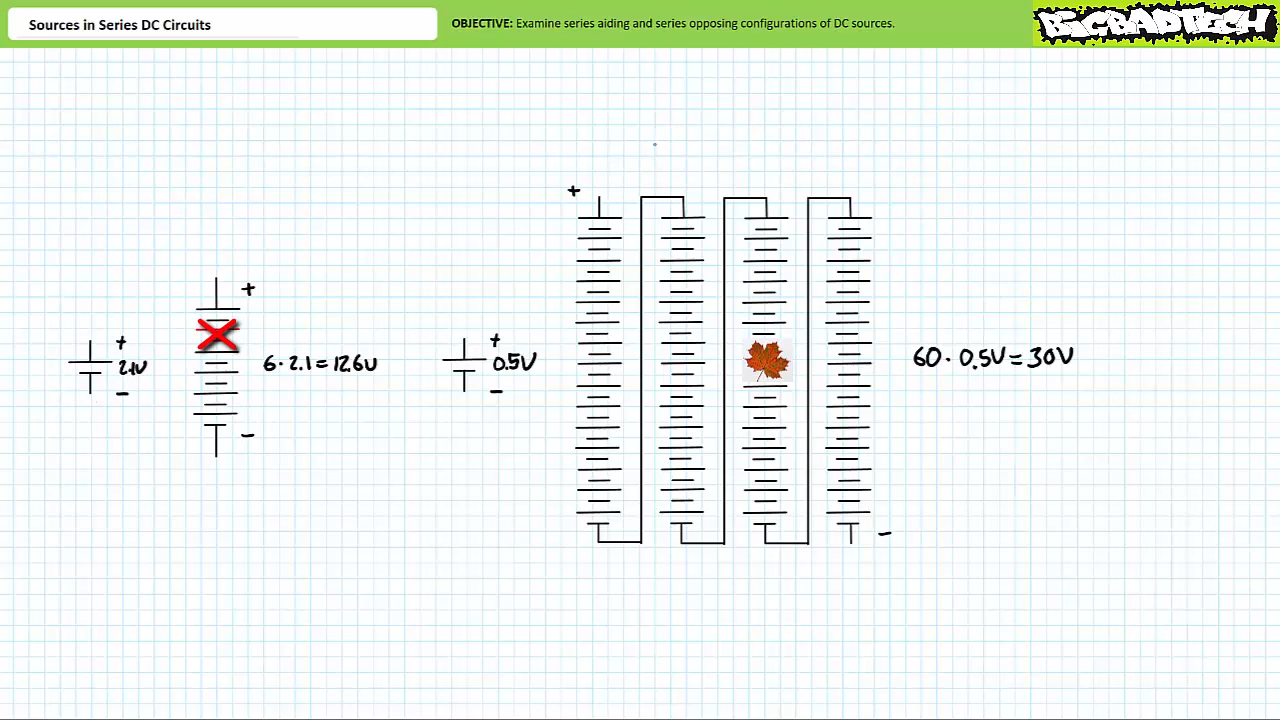 Sources in Series DC Circuits
OBJECTIVE: Examine series aiding and series opposing configurations of DC sources.
BIGBADTECH
+
2.1V
-
+
-
6 · 2.1 = 12.6V
+
0.5V
-
+
-
60 · 0.5V = 30V